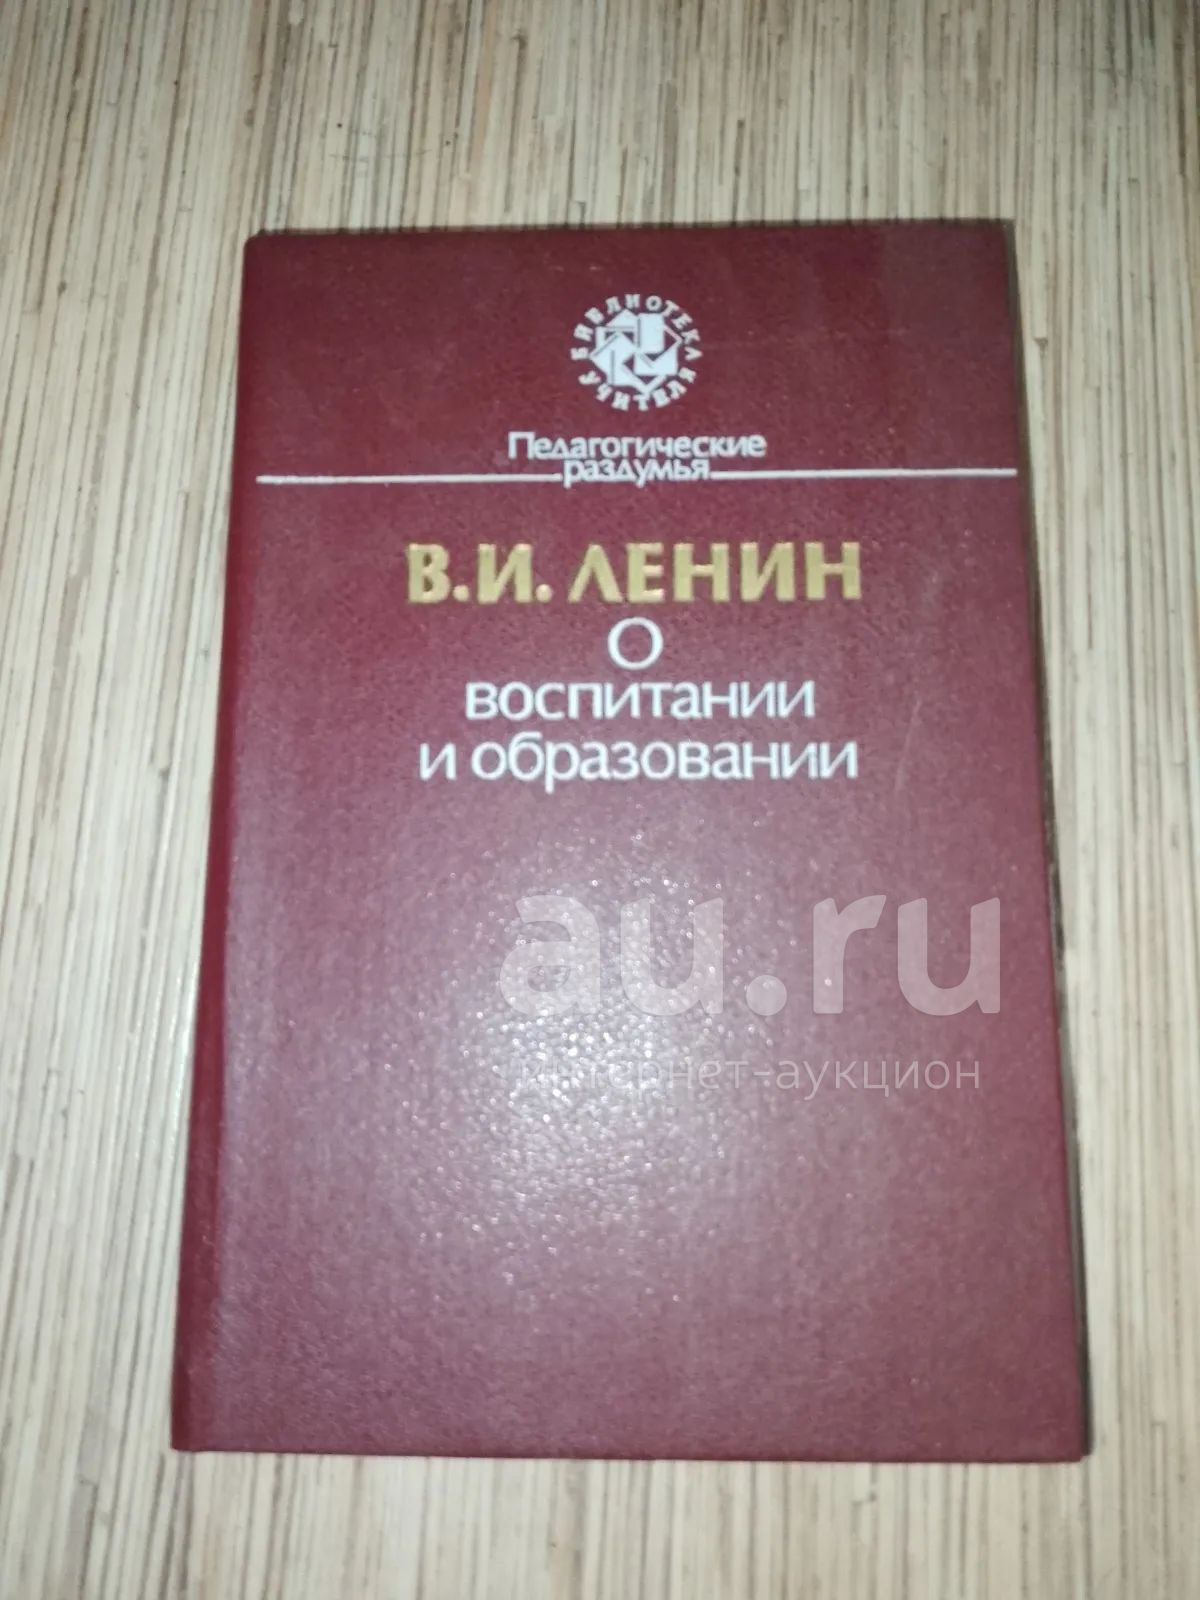 БИБЛИОТЕКА УЧИТЕЛЯ
Педагогические
раздумья
В.И. ЛЕНИН
О
воспитании
и образовании
au.ru
интернет-аукцион